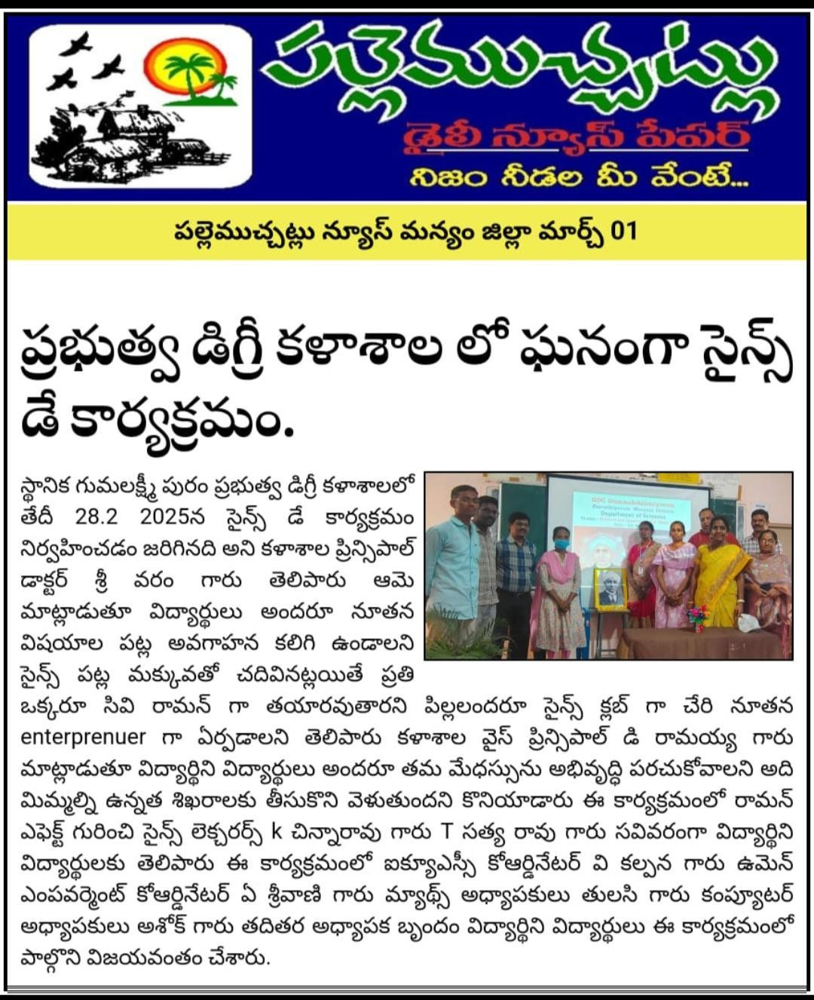 పల్లెముచ్చట్లు
డైలీ న్యూస్ పేపర్
నిజం నీడల మీ వేంటే...
పల్లెముచ్చట్లు న్యూస్ మన్యం జిల్లా మార్చ్ 01
ప్రభుత్వ డిగ్రీ కళాశాల లో ఘనంగా సైన్స్
డే కార్యక్రమం.
స్థానిక గుమలక్ష్మీ పురం ప్రభుత్వ డిగ్రీ కళాశాలలో
తేదీ 28.2 2025న సైన్స్ డే కార్యక్రమం
నిర్వహించడం జరిగినది అని కళాశాల ప్రిన్సిపాల్
డాక్టర్ శ్రీ వరం గారు తెలిపారు ఆమె
మాట్లాడుతూ విద్యార్థులు అందరూ నూతన
విషయాల పట్ల అవగాహన కలిగి ఉండాలని
సైన్స్ పట్ల మక్కువతో చదివినట్లయితే ప్రతి
ఒక్కరూ సివి రామన్ గా తయారవుతారని పిల్లలందరూ సైన్స్ క్లబ్ గా చేరి నూతన
enterprenuer గా ఏర్పడాలని తెలిపారు కళాశాల వైస్ ప్రిన్సిపాల్ డి రామయ్య గారు
మాట్లాడుతూ విద్యార్థిని విద్యార్థులు అందరూ తమ మేధస్సును అభివృద్ధి పరచుకోవాలని అది
మిమ్మల్ని ఉన్నత శిఖరాలకు తీసుకొని వెళుతుందని కొనియాడారు ఈ కార్యక్రమంలో రామన్
ఎఫెక్ట్ గురించి సైన్స్ లెక్చరర్స్ k చిన్నారావు గారు T సత్య రావు గారు సవివరంగా విద్యార్థిని
విద్యార్థులకు తెలిపారు ఈ కార్యక్రమంలో ఐక్యూఎస్సీ కోఆర్డినేటర్ వి కల్పన గారు ఉమెన్
ఎంపవర్మెంట్ కోఆర్డినేటర్ ఏ శ్రీవాణి గారు మ్యాథ్స్ అధ్యాపకులు తులసి గారు కంప్యూటర్
అధ్యాపకులు అశోక్ గారు తదితర అధ్యాపక బృందం విద్యార్థిని విద్యార్థులు ఈ కార్యక్రమంలో
పాల్గొని విజయవంతం చేశారు.
GDC Gummalakshmipuram
Parvathipuram Manyam District
Department of Sciences